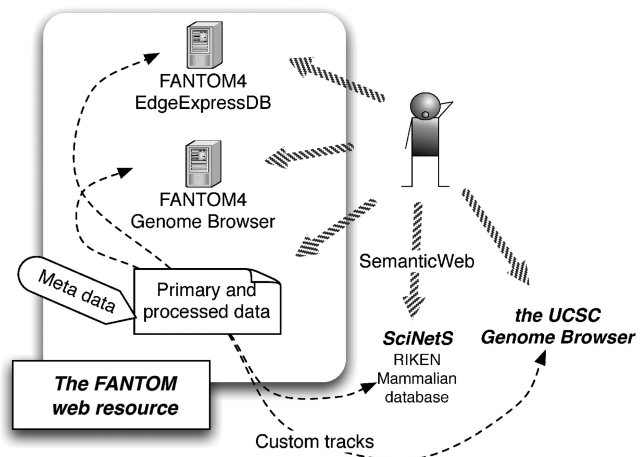 FANTOM4
EdgeExpressDB
FANTOM4
Genome Browser
Meta data
Primary and
processed data
The FANTOM
web resource
SemanticWeb
SciNetS
RIKEN
Mammalian
database
the UCSC
Genome Browser
Custom tracks